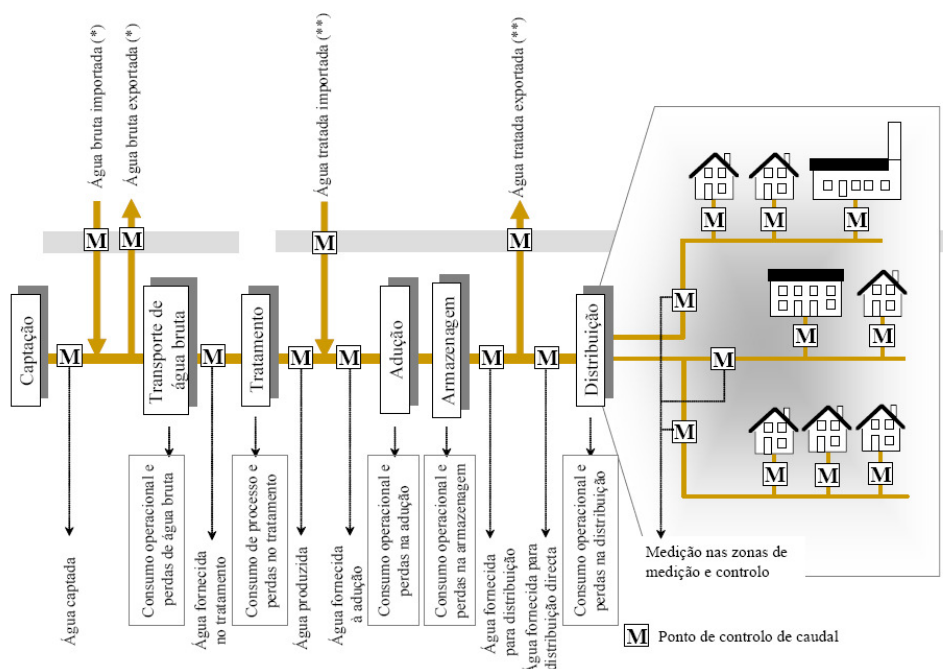 Água bruta importada (*)
Água bruta exportada (*)
Água tratada importada (**)
Água tratada exportada (**)
M
M
M
M
M
M
M
M
M
M
M
M
M
Captação
Transporte de
água bruta
Tratamento
Adução
Armazenagem
Distribuição
M
M
M
M
M
M
M
M
M
M
M
M
Água captada
Consumo operacional e
perdas de água bruta
Água fornecida
no tratamento
Consumo de processo e
perdas no tratamento
Água produzida
Água fornecida
à adução
Consumo operacional e
perdas na adução
Consumo operacional e
perdas na armazenagem
Água fornecida
para distribuição
Água fornecida para
distribuição directa
Consumo operacional e
perdas na distribuição
Medição nas zonas de
medição e controlo
M Ponto de controlo de caudal